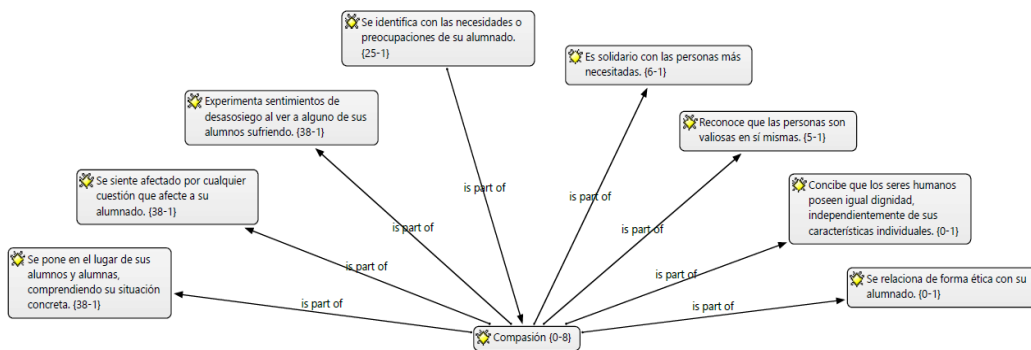 Se identifica con las necesidades o
preocupaciones de su alumnado.
{25-1}
Es solidario con las personas más
necesitadas. {6-1}
Experimenta sentimientos de
desasosiego al ver a alguno de sus
alumnos sufriendo. {38-1}
Reconoce que las personas son
valiosas en sí mismas. {5-1}
Se siente afectado por cualquier
cuestión que afecte a su
alumnado. {38-1}
Concibe que los seres humanos
poseen igual dignidad,
independientemente de sus
características individuales. {0-1}
Se pone en el lugar de sus
alumnos y alumnas,
comprendiendo su situación
concreta. {38-1}
Se relaciona de forma ética con su
alumnado. {0-1}
is part of
is part of
is part of
is part of
is part of
is part of
is part of
is part of
Compasión {0-8}